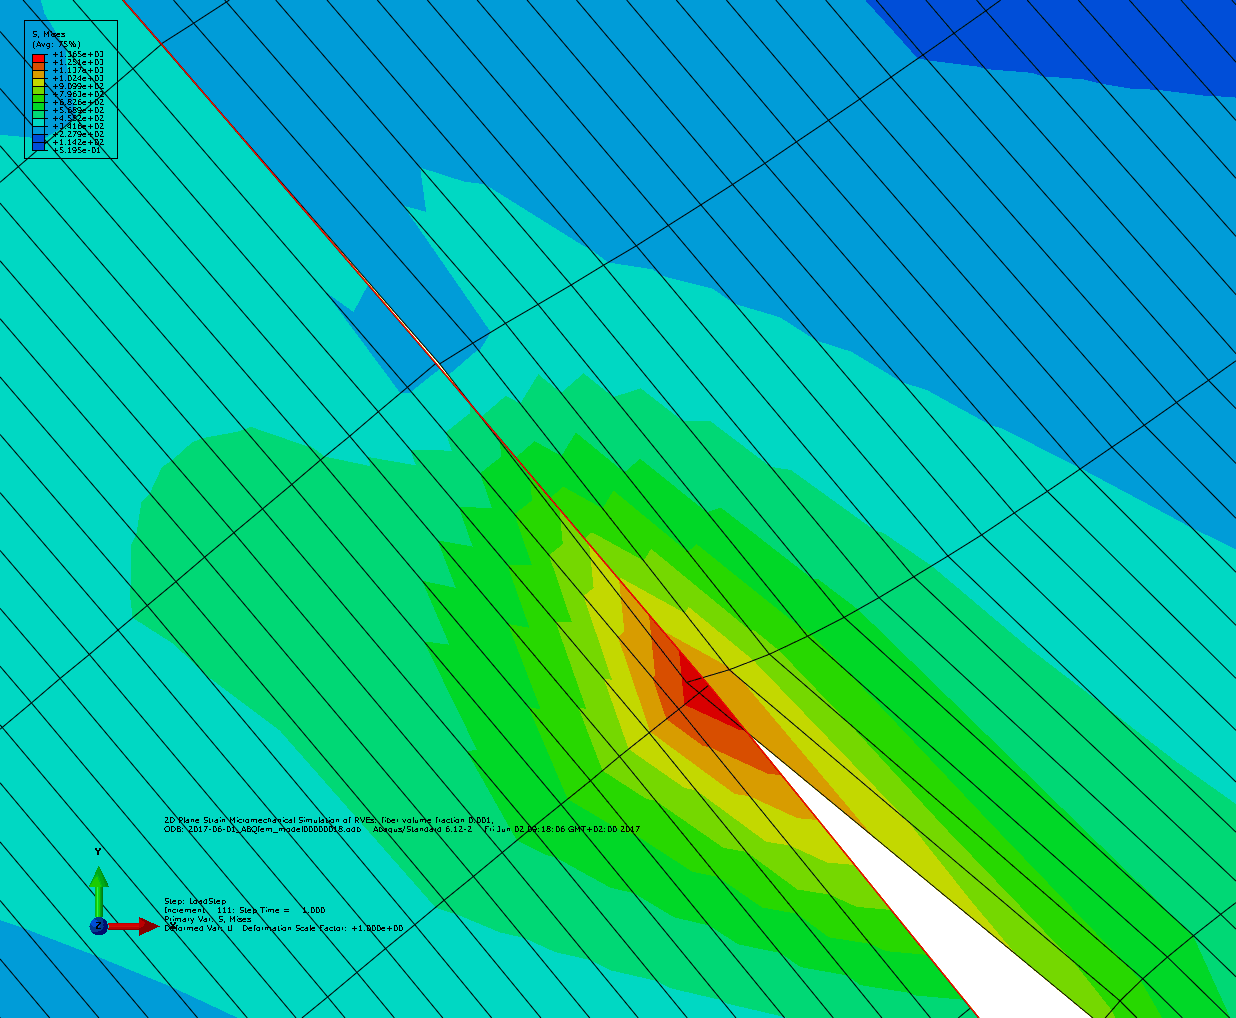 S, Mises
(Avg: 75%)
+1.365e+03
+1.251e+03
+1.137e+03
+1.024e+03
+9.099e+02
+7.963e+02
+6.826e+02
+5.689e+02
+4.552e+02
+3.416e+02
+2.279e+02
+1.142e+02
+5.195e-01
2D Plane Strain Micromechanical Simulation of RVEs, fiber volume fraction 0.001,
ODB: 2017-06-01_ABQfem_model00000018.odb Abaqus/Standard 6.12-2 Fri Jun 02 09:18:06 GMT+02:00 2017
Y
Z
X
Step: LoadStep
Increment 111: Step Time = 1.000
Primary Var: S, Mises
Deformed Var: U Deformation Scale Factor: +1.000e+00